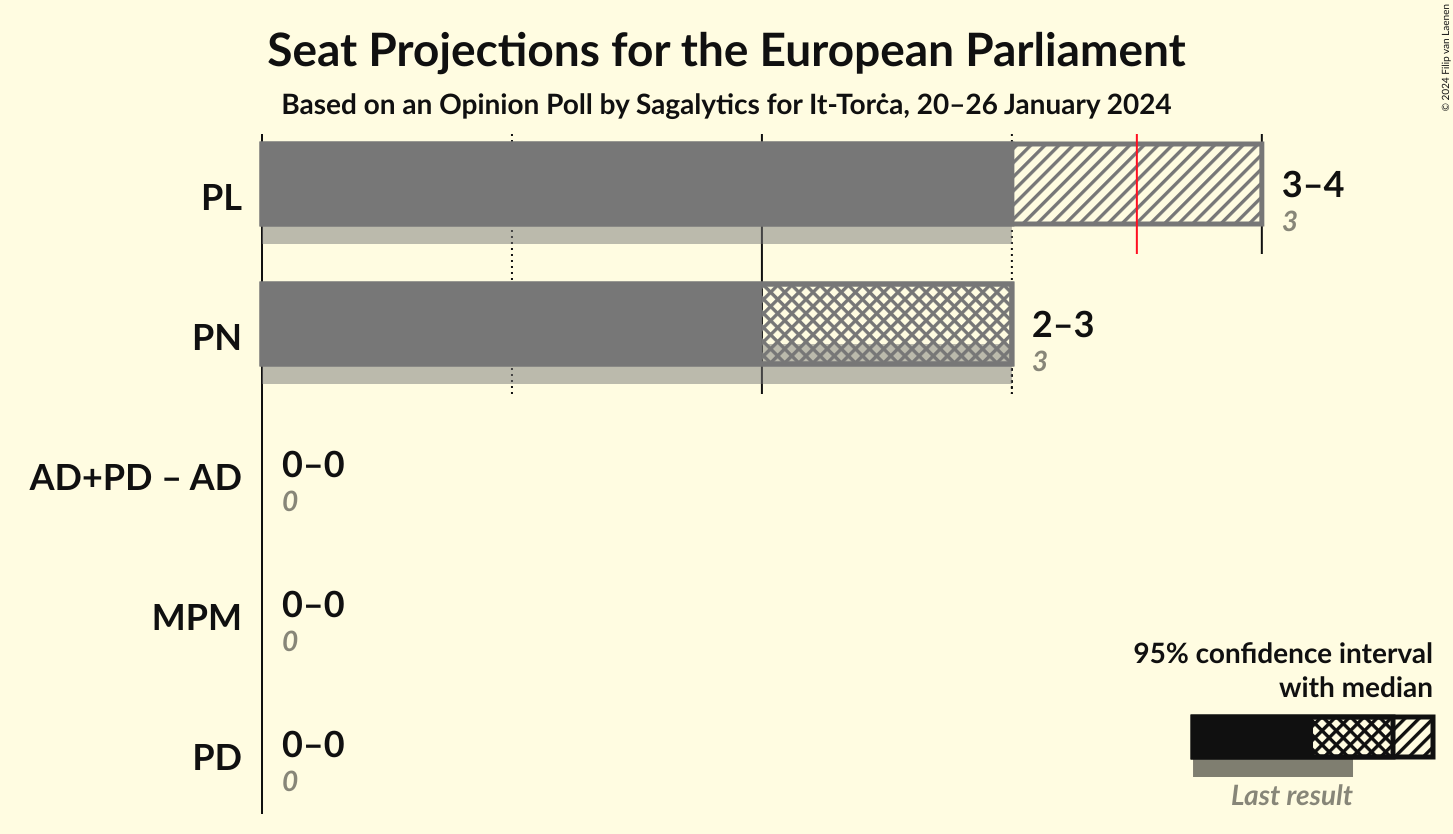 Seat Projections for the European Parliament
Based on an Opinion Poll by Sagalytics for It-Torċa, 20–26 January 2024
© 2024 Filip van Laenen
PL
3–4
3
PN
2–3
3
AD+PD – AD
0–0
0
MPM
0–0
0
PD
0–0
0
95% confidence interval
with median
Last result